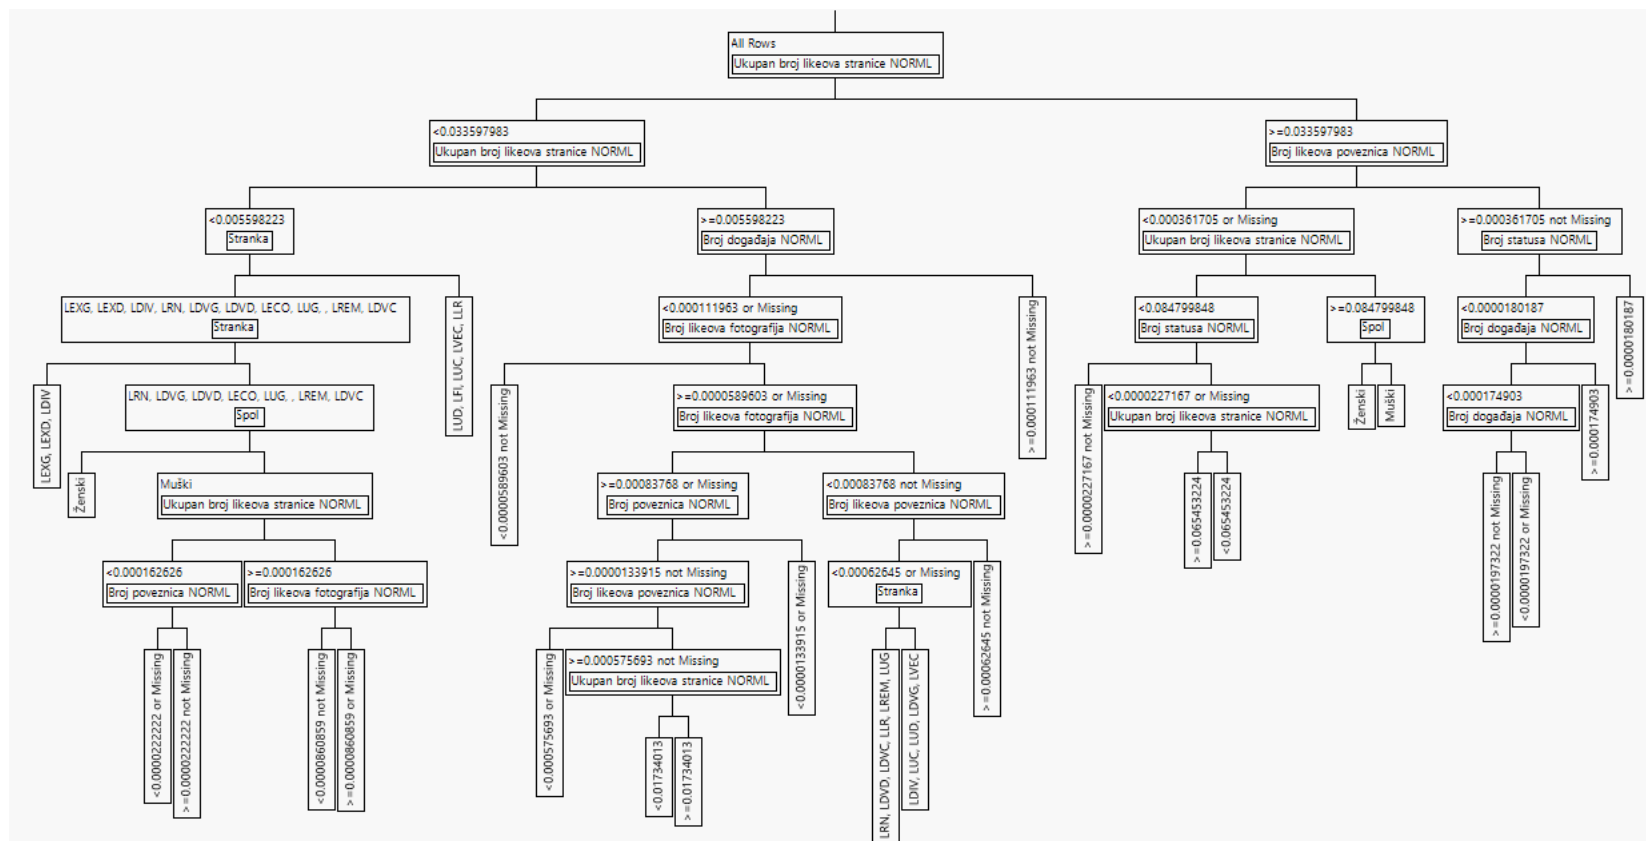 All Rows
Ukupan broj likeova stranice NORML
<0.033597983
Ukupan broj likeova stranice NORML
>=0.033597983
Broj likeova poveznica NORML
<0.005598223
Stranka
>=0.005598223
Broj događaja NORML
<0.000361705 or Missing
Ukupan broj likeova stranice NORML
>=0.000361705 not Missing
Broj statusa NORML
LEXG, LEXD, LDIV, LRN, LDVG, LDVD, LECO, LUG, , LREM, LDVC
Stranka
LUD, LFI, LUC, LVEC, LLR
<0.000111963 or Missing
Broj likeova fotografija NORML
>=0.000111963 not Missing
<0.084799848
Broj statusa NORML
>=0.084799848
Spol
<0.0000180187
Broj događaja NORML
>=0.0000180187
LEXG, LEXD, LDIV
LRN, LDVG, LDVD, LECO, LUG, , LREM, LDVC
Spol
<0.0000589603 not Missing
>=0.0000589603 or Missing
Broj likeova fotografija NORML
>=0.0000227167 not Missing
<0.0000227167 or Missing
Ukupan broj likeova stranice NORML
Ženski
Muški
<0.000174903
Broj događaja NORML
>=0.000174903
Ženski
Muški
Ukupan broj likeova stranice NORML
>=0.00083768 or Missing
Broj poveznica NORML
<0.00083768 not Missing
Broj likeova poveznica NORML
>=0.065453224
<0.065453224
>=0.0000197322 not Missing
<0.0000197322 or Missing
<0.000162626
Broj poveznica NORML
>=0.000162626
Broj likeova fotografija NORML
>=0.0000133915 not Missing
Broj likeova poveznica NORML
<0.0000133915 or Missing
<0.00062645 or Missing
Stranka
>=0.00062645 not Missing
<0.0000222222 or Missing
>=0.0000222222 not Missing
<0.0000860859 not Missing
>=0.0000860859 or Missing
<0.000575693 or Missing
>=0.000575693 not Missing
Ukupan broj likeova stranice NORML
LRN, LDVD, LDVC, LLR, LREM, LUG
LDIV, LUC, LUD, LDVG, LVEC
<0.01734013
>=0.01734013